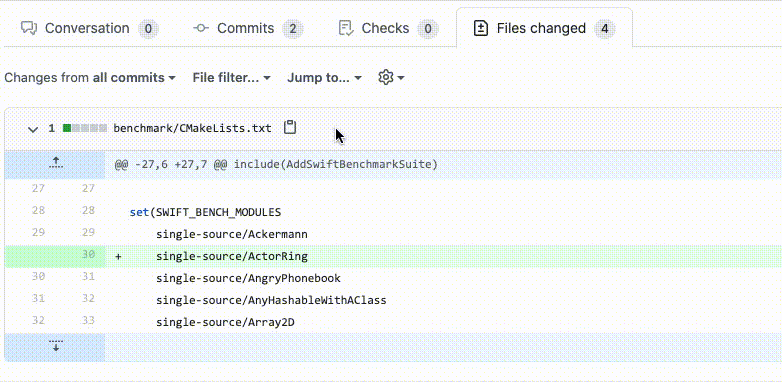 Conversation 0 Commits 2 Checks 0 Files changed 4
Changes from all commits File filter... Jump to...
1 benchmark/CMakeLists.txt
@@ -27,6 +27,7 @@ include(AddSwiftBenchmarkSuite)
27 27
28 28 set(SWIFT_BENCH_MODULES
29 29 single-source/Ackermann
30 + single-source/ActorRing
30 31 single-source/AngryPhonebook
31 32 single-source/AnyHashableWithAClass
32 33 single-source/Array2D